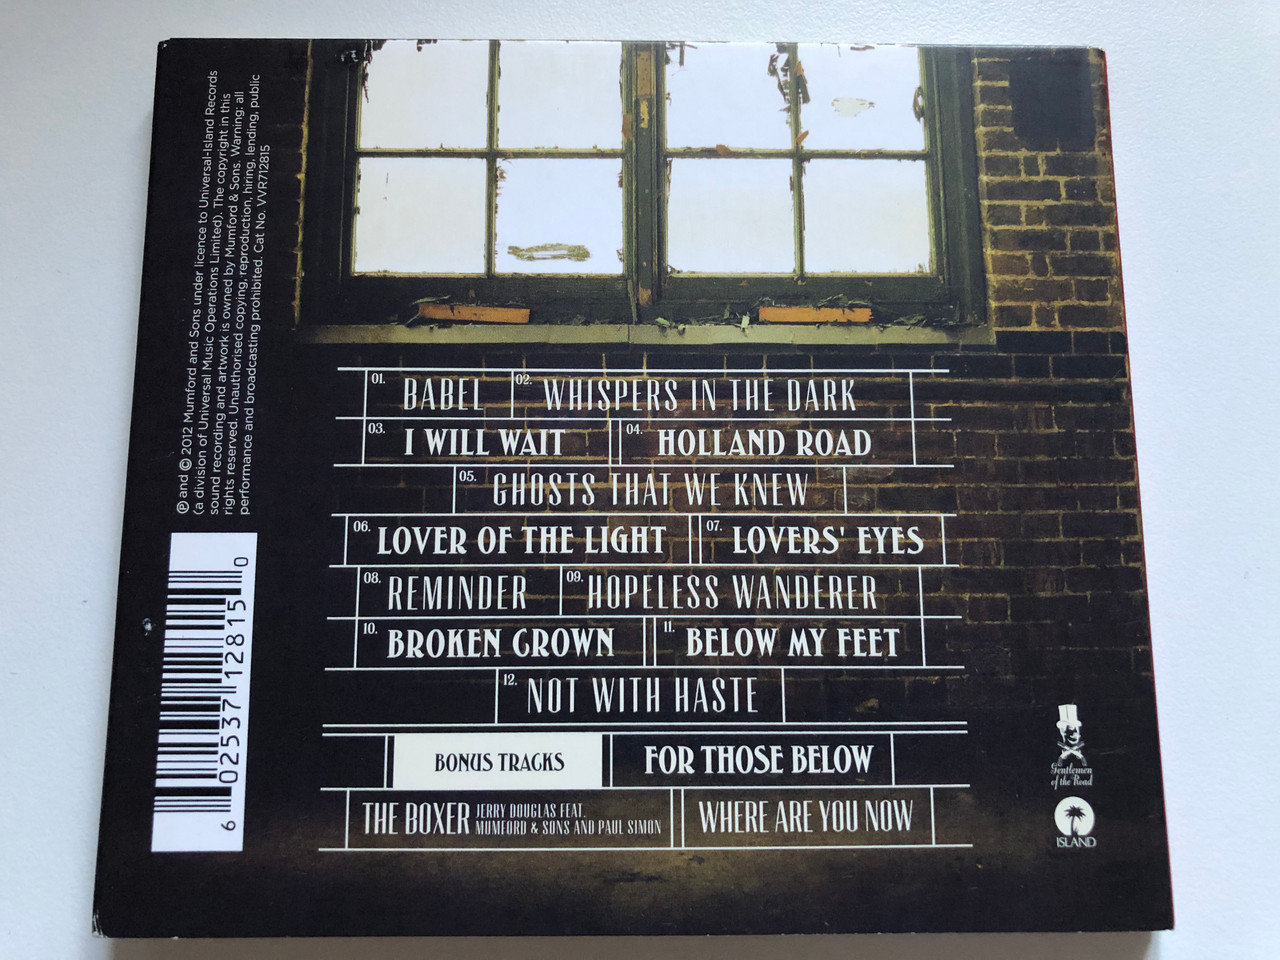 ℗ and © 2012 Mumford and Sons under licence to Universal-Island Records
(a division of Universal Music Operations Limited). The copyright in this
sound recording and artwork is owned by Mumford & Sons. Warning: all
rights reserved. Unauthorised copying, reproduction, hiring, lending, public
performance and broadcasting prohibited. Cat No. VVR712815
6 02537 12815 0
01. BABEL 02. WHISPERS IN THE DARK
03. I WILL WAIT 04. HOLLAND ROAD
05. GHOSTS THAT WE KNEW
06. LOVER OF THE LIGHT 07. LOVERS' EYES
08. REMINDER 09. HOPELESS WANDERER
10. BROKEN CROWN 11. BELOW MY FEET
12. NOT WITH HASTE
BONUS TRACKS FOR THOSE BELOW
THE BOXER JERRY DOUGLAS FEAT.
MUMFORD & SONS AND PAUL SIMON
WHERE ARE YOU NOW
Gentlemen
of the Road
ISLAND